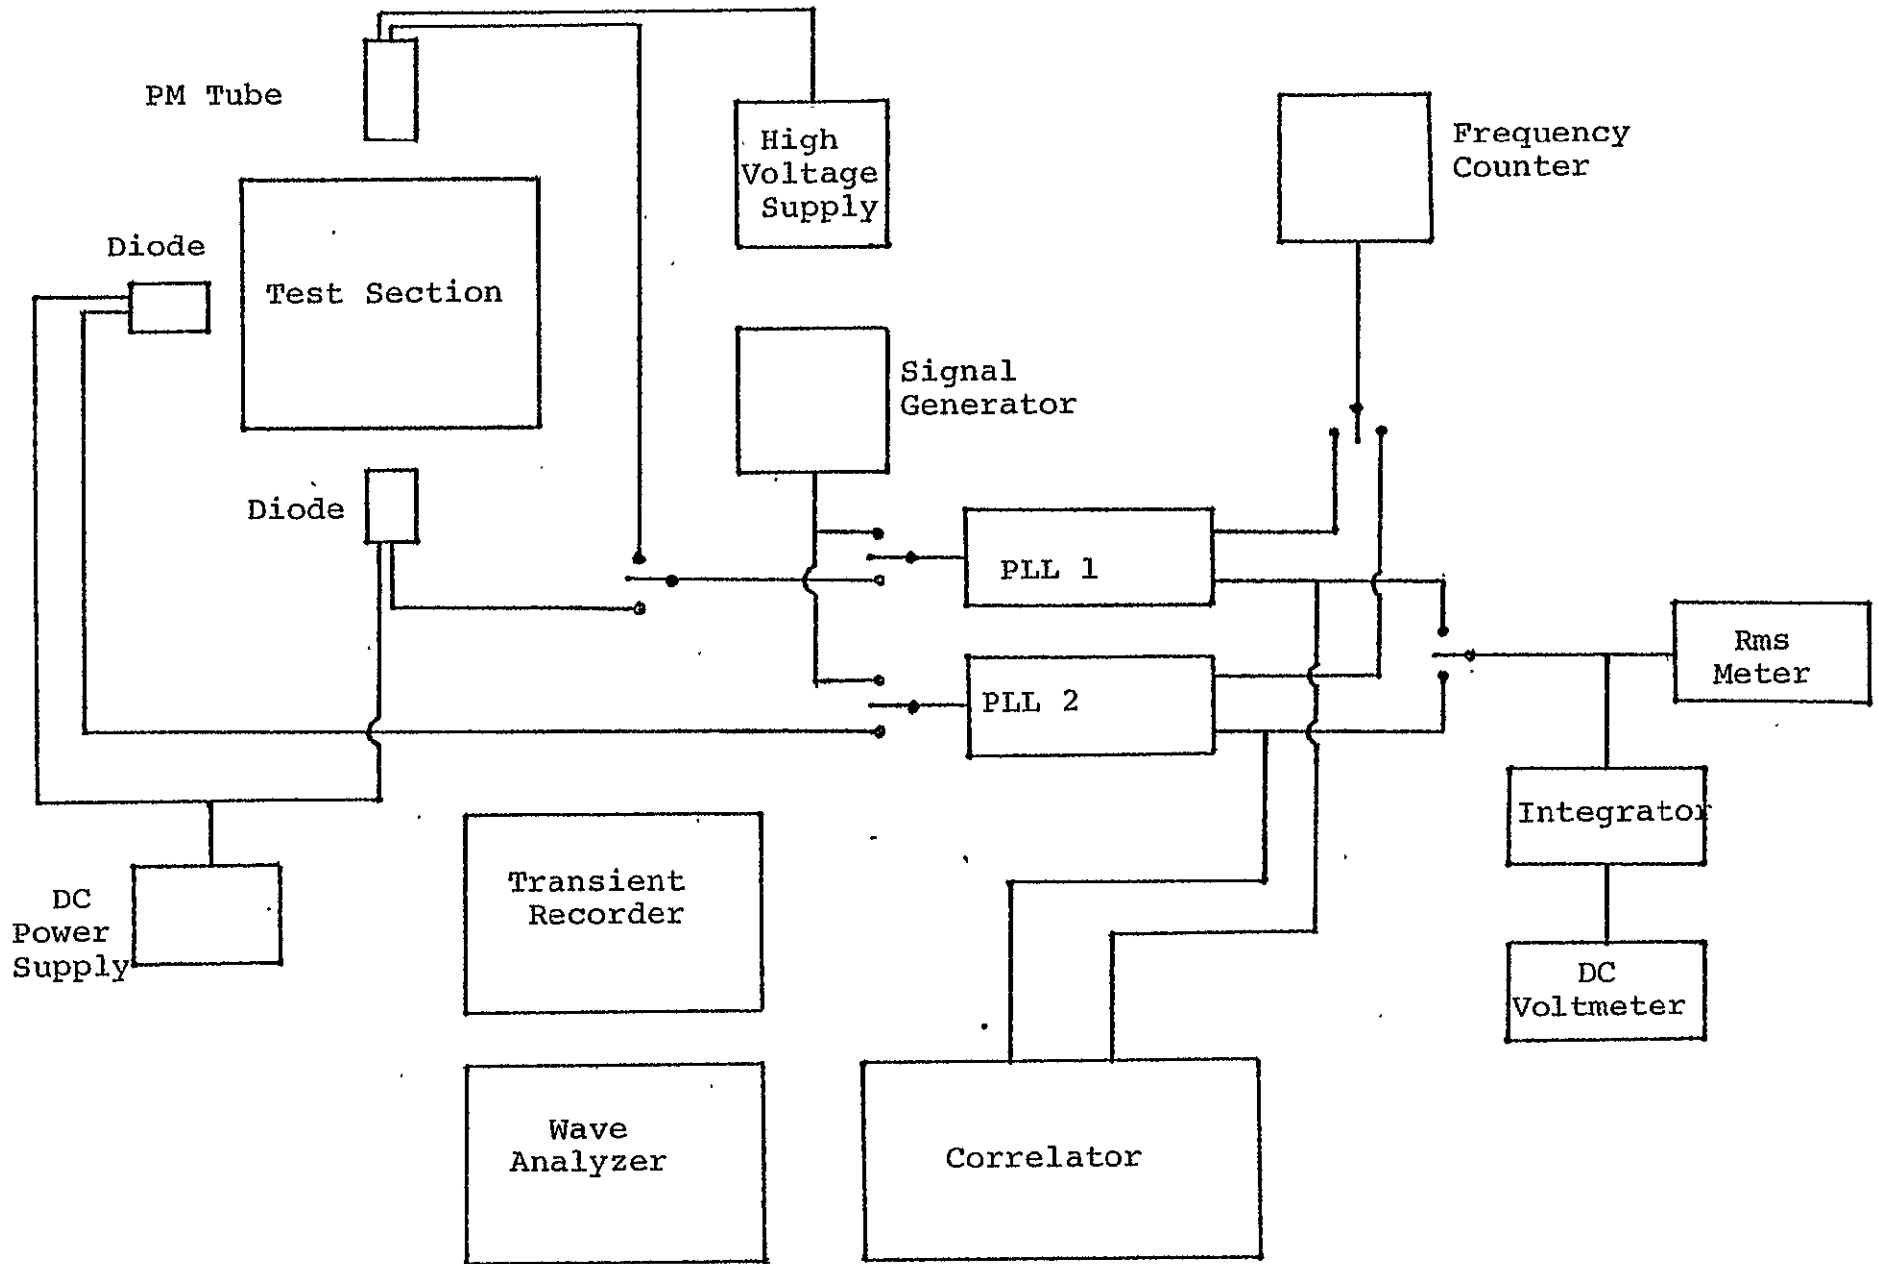 PM Tube
High
Voltage
Supply
Frequency
Counter
Diode
Test Section
Signal
Generator
Diode
PLL 1
PLL 2
Rms
Meter
Integrator
DC
Voltmeter
DC
Power
Supply
Transient
Recorder
Wave
Analyzer
Correlator